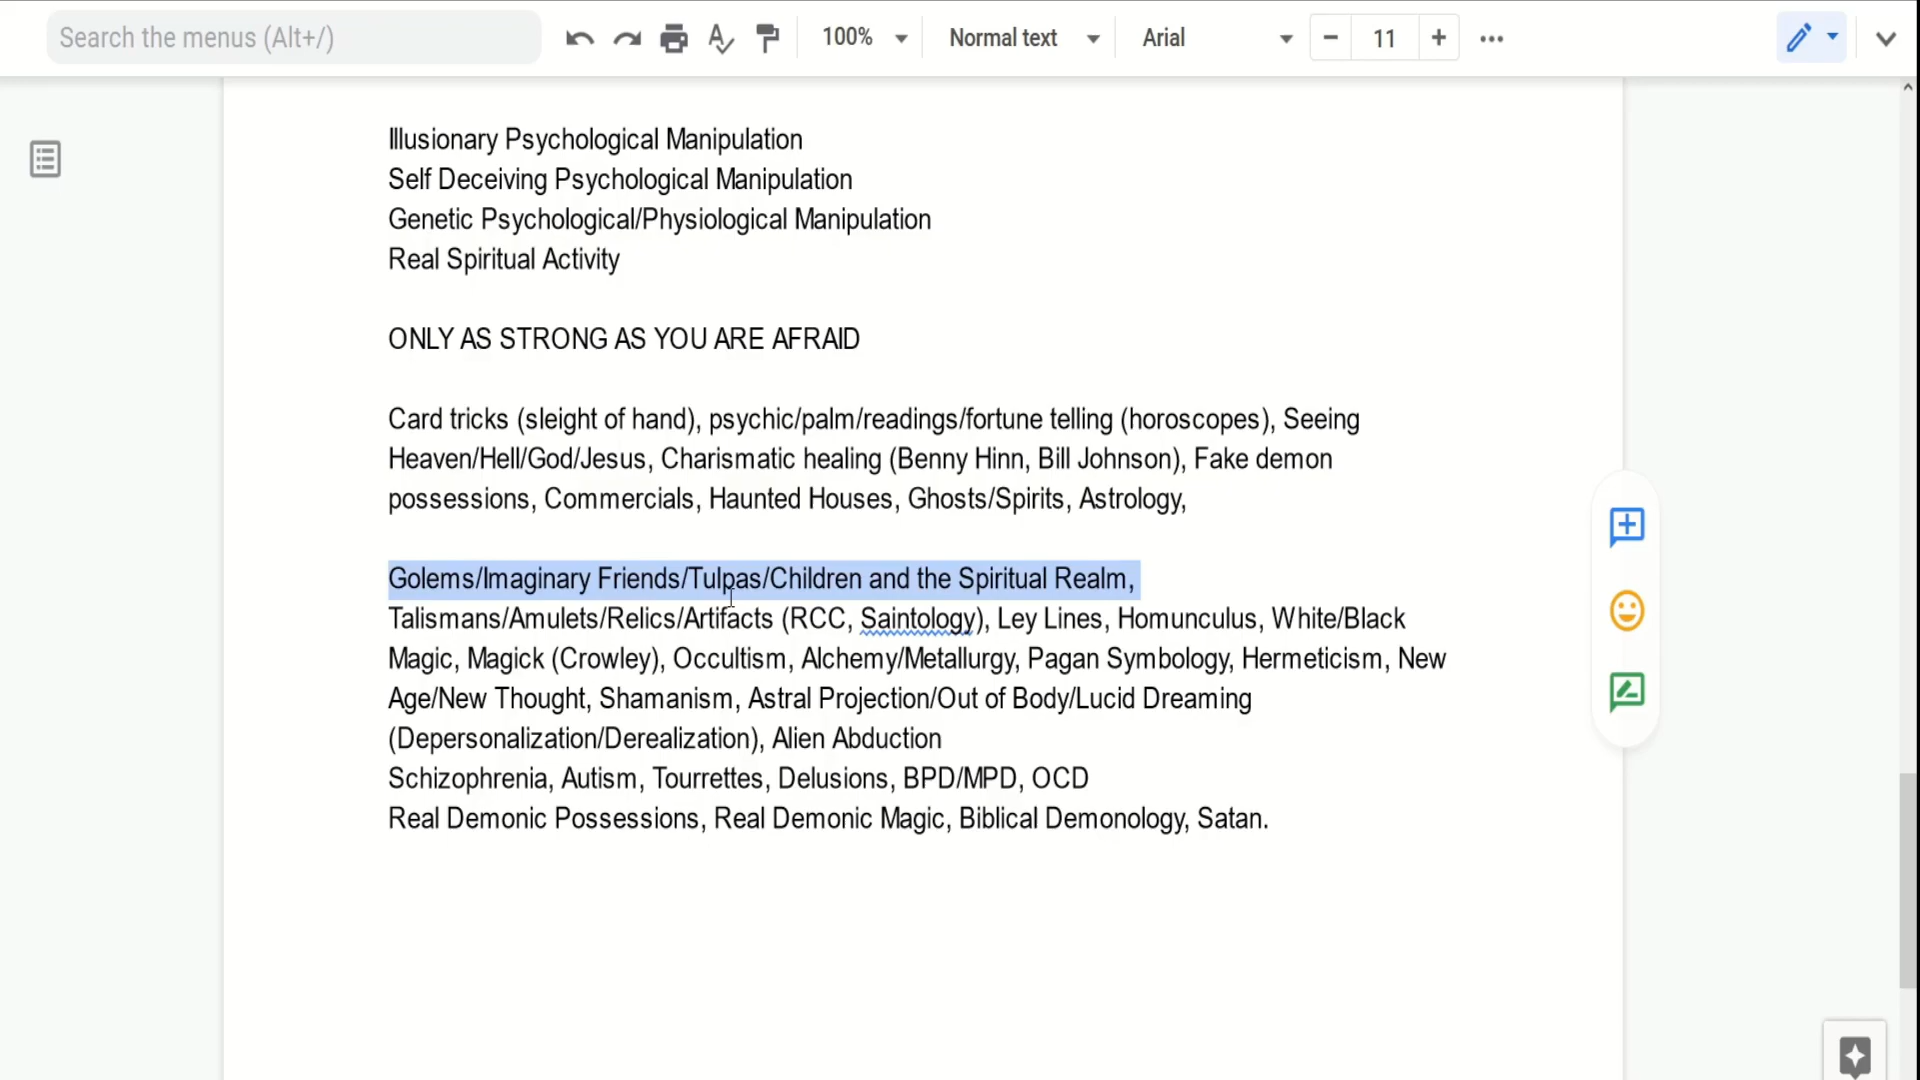 Search the menus (Alt+/)
100%
Normal text
Arial
11
Illusionary Psychological Manipulation
Self Deceiving Psychological Manipulation
Genetic Psychological/Physiological Manipulation
Real Spiritual Activity
ONLY AS STRONG AS YOU ARE AFRAID
Card tricks (sleight of hand), psychic/palm/readings/fortune telling (horoscopes), Seeing
Heaven/Hell/God/Jesus, Charismatic healing (Benny Hinn, Bill Johnson), Fake demon
possessions, Commercials, Haunted Houses, Ghosts/Spirits, Astrology,
Golems/Imaginary Friends/Tulpas/Children and the Spiritual Realm,
Talismans/Amulets/Relics/Artifacts (RCC, Saintology), Ley Lines, Homunculus, White/Black
Magic, Magick (Crowley), Occultism, Alchemy/Metallurgy, Pagan Symbology, Hermeticism, New
Age/New Thought, Shamanism, Astral Projection/Out of Body/Lucid Dreaming
(Depersonalization/Derealization), Alien Abduction
Schizophrenia, Autism, Tourrettes, Delusions, BPD/MPD, OCD
Real Demonic Possessions, Real Demonic Magic, Biblical Demonology, Satan.